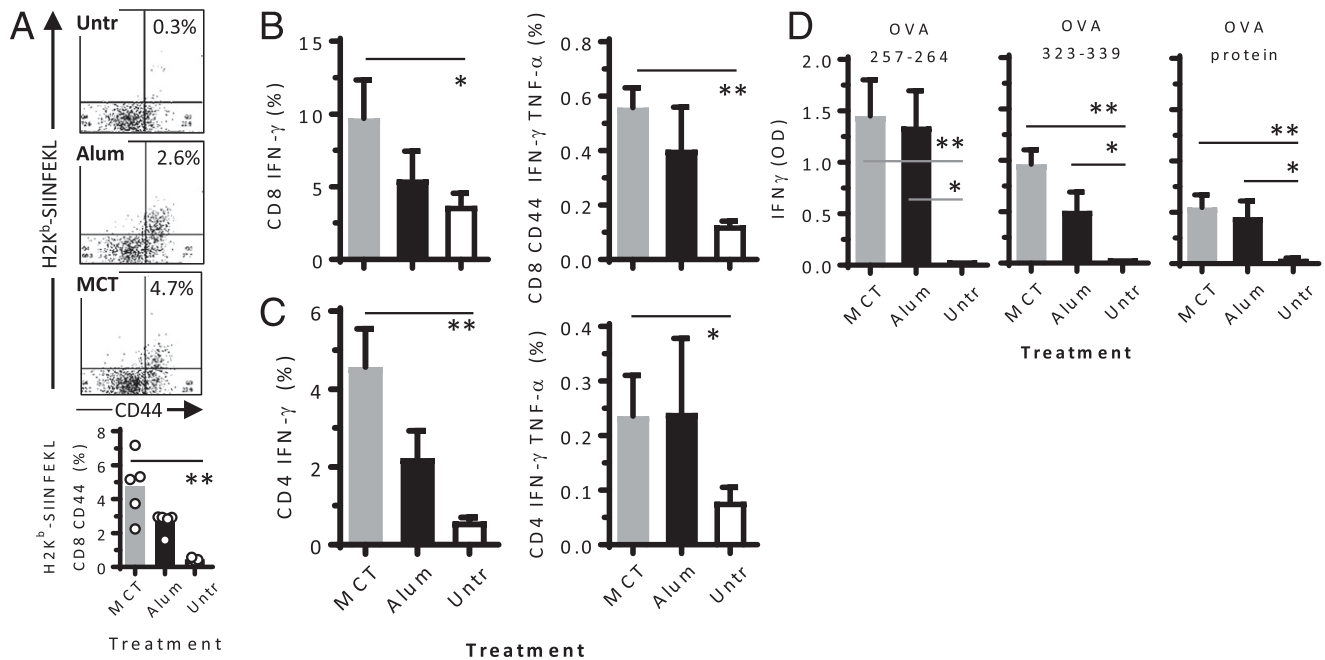 A
Untr
0.3%
Alum
2.6%
MCT
4.7%
H2Kᵇ-SIINFEKL
CD44
H2Kᵇ-SIINFEKL
CD8 CD44 (%)
8
6
4
2
0
**
MCT
Alum
Untr
Treatment
B
CD8 IFN-γ (%)
15
10
5
0
*
CD8 CD44 IFN-γ TNF-α (%)
0.8
0.6
0.4
0.2
0.0
**
C
CD4 IFN-γ (%)
6
4
2
0
**
MCT
Alum
Untr
CD4 IFN-γ TNF-α (%)
0.4
0.3
0.2
0.1
0.0
*
MCT
Alum
Untr
Treatment
D
IFNγ (OD)
2.0
1.5
1.0
0.5
0.0
OVA
257-264
**
*
MCT
Alum
Untr
OVA
323-339
**
*
MCT
Alum
Untr
OVA
protein
**
*
MCT
Alum
Untr
Treatment